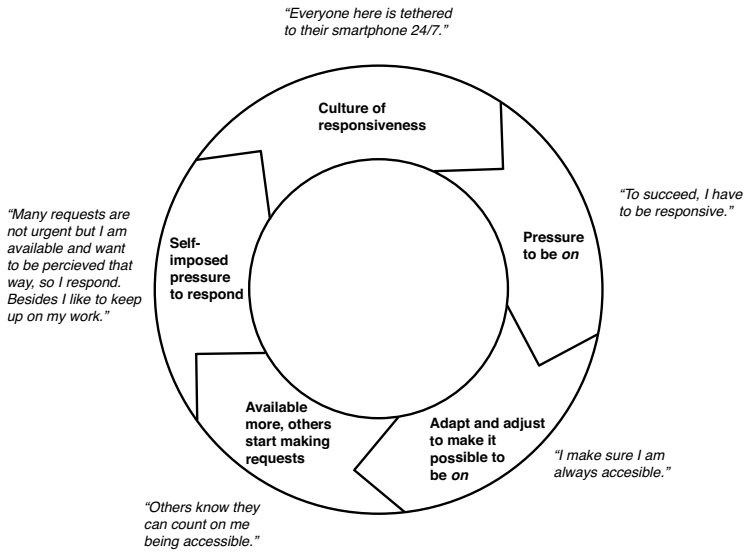 “Everyone here is tethered
to their smartphone 24/7.”
Culture of
responsiveness
“To succeed, I have
to be responsive.”
Pressure
to be on
Adapt and adjust
to make it
possible to
be on
“I make sure I am
always accesible.”
Available
more, others
start making
requests
“Others know they
can count on me
being accessible.”
Self-
imposed
pressure
to respond
“Many requests are
not urgent but I am
available and want
to be percieved that
way, so I respond.
Besides I like to keep
up on my work.”